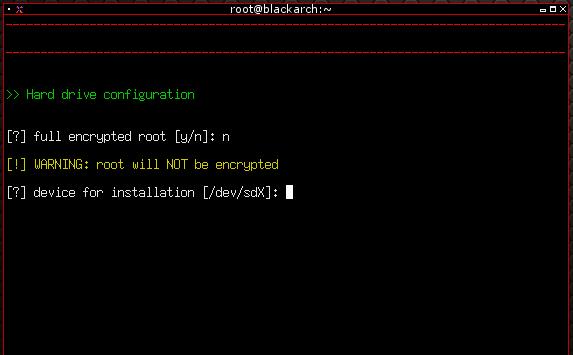 root@blackarch:~
>> Hard drive configuration
[?] full encrypted root [y/n]: n
[!] WARNING: root will NOT be encrypted
[?] device for installation [/dev/sdX]: